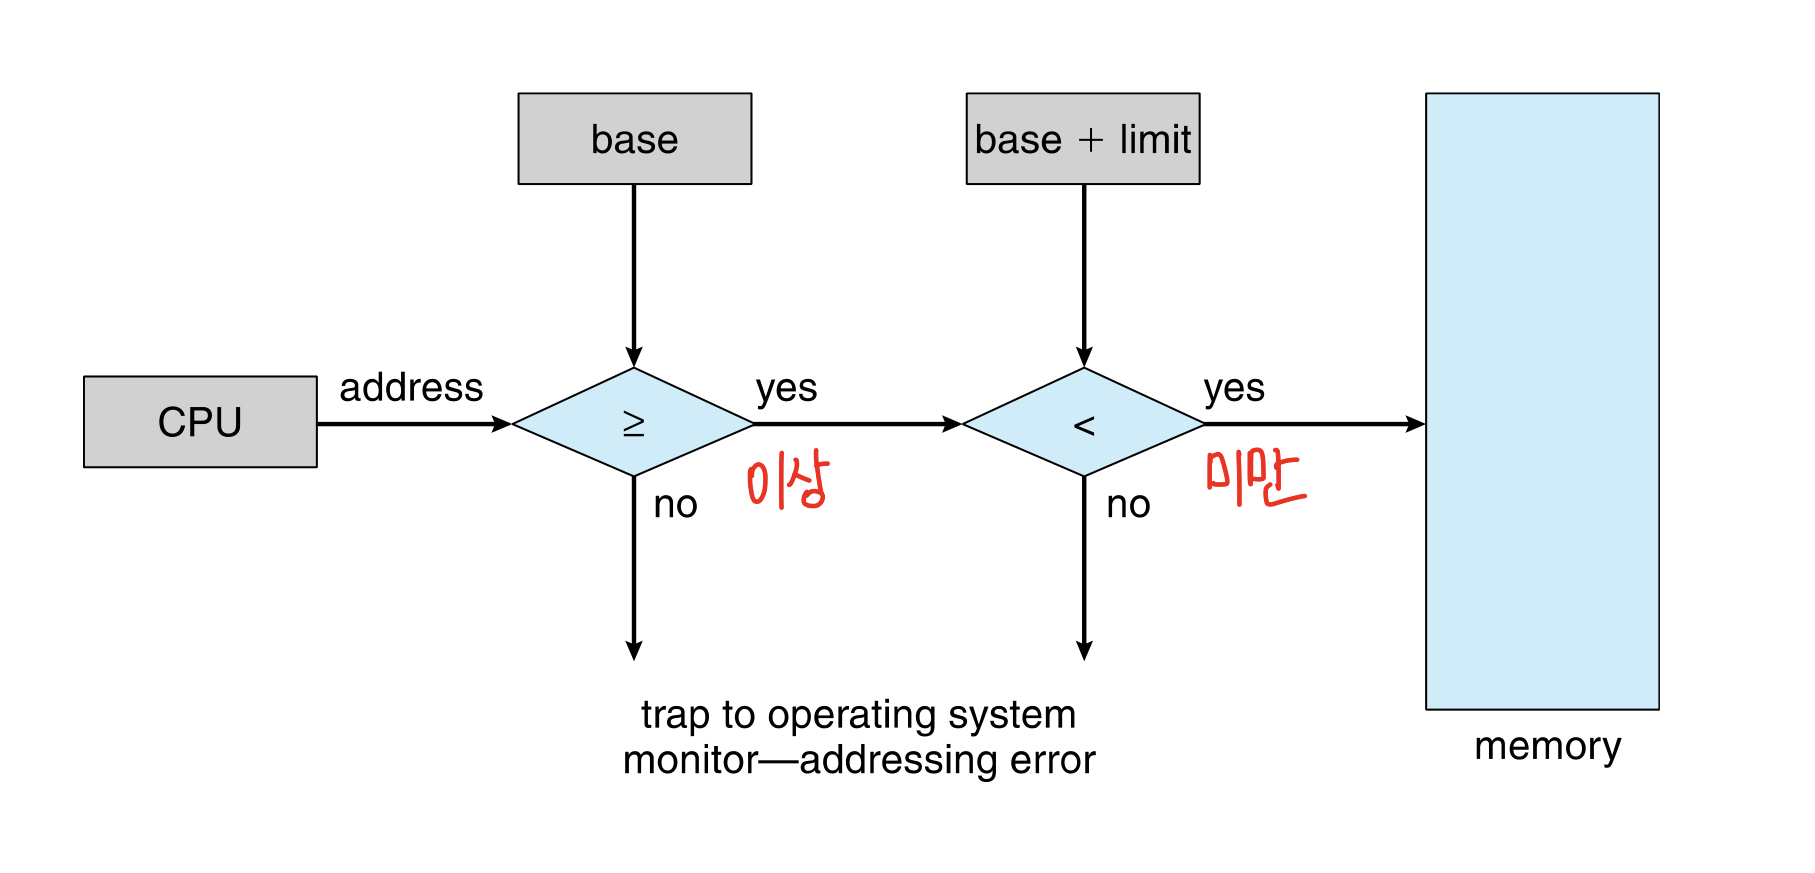 base
base + limit
CPU
address
≥
yes
<
yes
no
이상
no
미만
trap to operating system
monitor—addressing error
memory